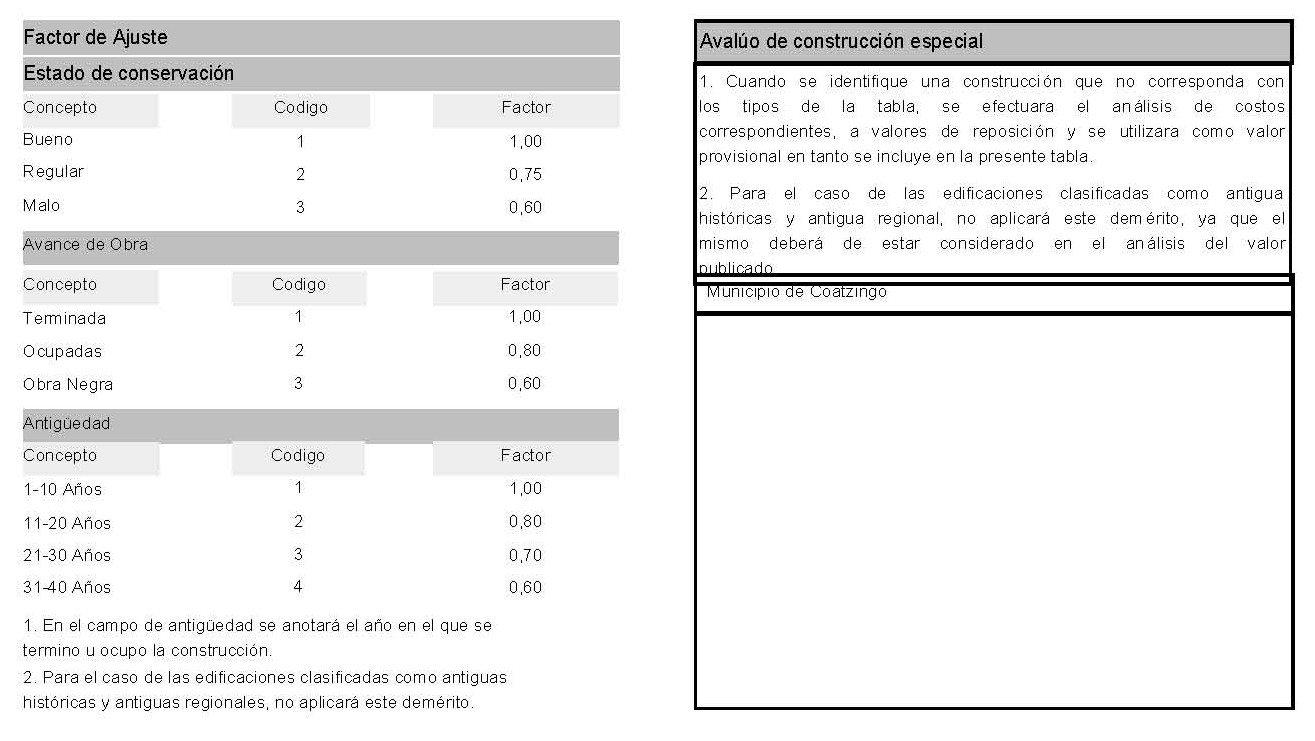 Factor de Ajuste
Estado de conservación
Concepto Codigo Factor
Bueno 1 1,00
Regular 2 0,75
Malo 3 0,60
Avance de Obra
Concepto Codigo Factor
Terminada 1 1,00
Ocupadas 2 0,80
Obra Negra 3 0,60
Antigüedad
Concepto Codigo Factor
1-10 Años 1 1,00
11-20 Años 2 0,80
21-30 Años 3 0,70
31-40 Años 4 0,60
1. En el campo de antigüedad se anotará el año en el que se
termino u ocupo la construcción.
2. Para el caso de las edificaciones clasificadas como antiguas
históricas y antiguas regionales, no aplicará este demérito.
Avalúo de construcción especial
1. Cuando se identifique una construcción que no corresponda con
los tipos de la tabla, se efectuara el análisis de costos
correspondientes, a valores de reposición y se utilizara como valor
provisional en tanto se incluye en la presente tabla.
2. Para el caso de las edificaciones clasificadas como antigua
históricas y antigua regional, no aplicará este demérito, ya que el
mismo deberá de estar considerado en el análisis del valor
publicado
Municipio de Coatzingo